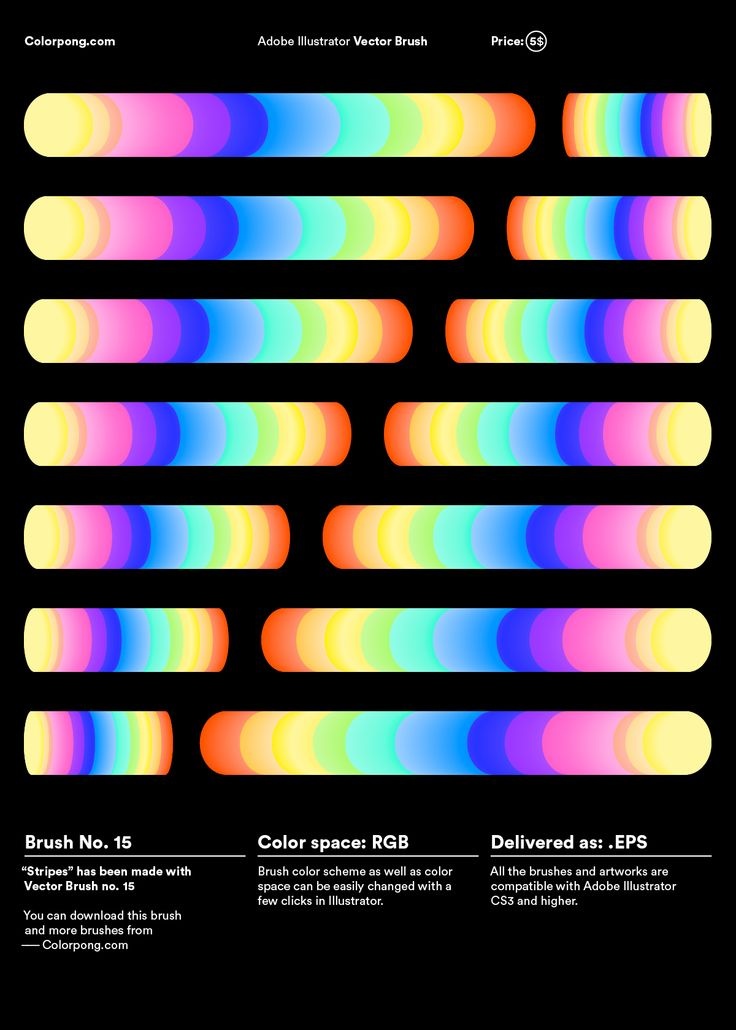 Colorpong.com
Adobe Illustrator Vector Brush
Price: 5$
Brush No. 15
“Stripes” has been made with
Vector Brush no. 15
You can download this brush
and more brushes from
— Colorpong.com
Color space: RGB
Brush color scheme as well as color
space can be easily changed with a
few clicks in Illustrator.
Delivered as: .EPS
All the brushes and artworks are
compatible with Adobe Illustrator
CS3 and higher.